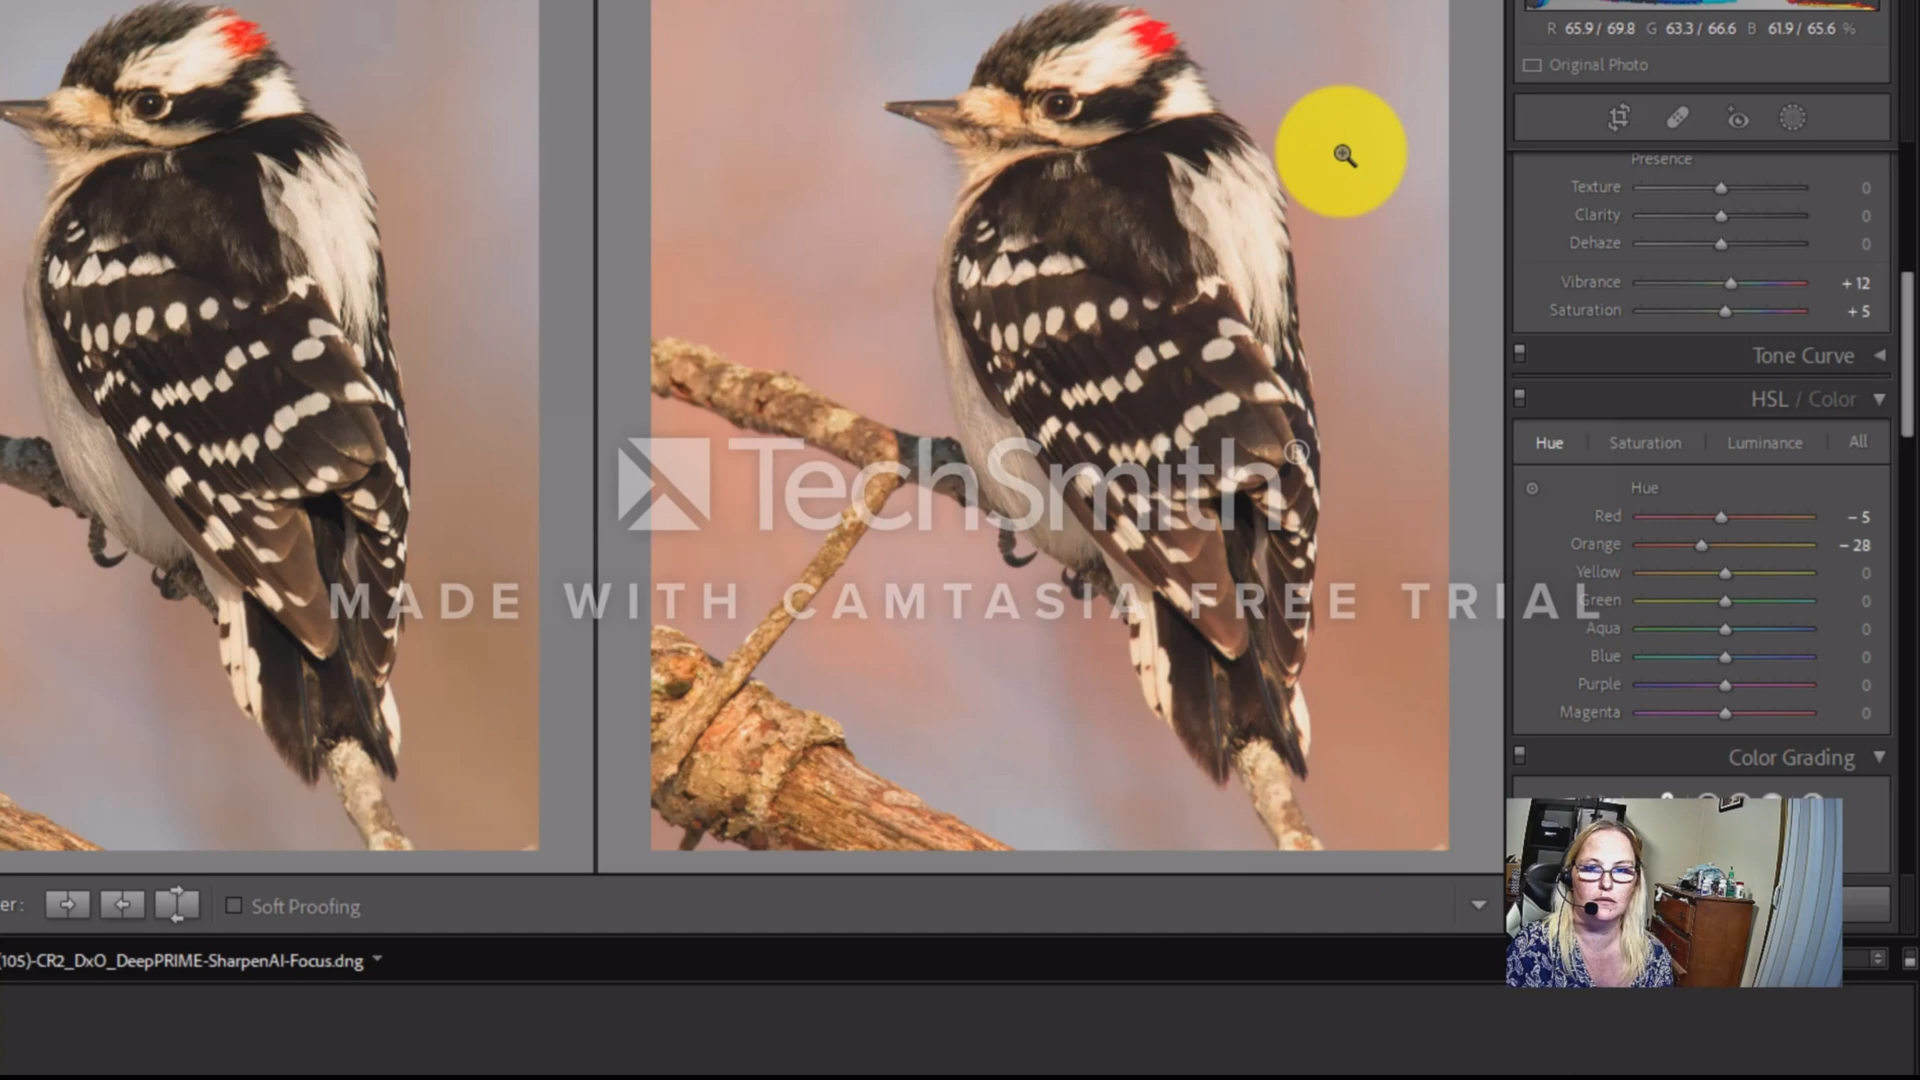 R 65.9 / 69.8 G 63.3 / 66.6 B 61.9 / 65.6 %
Original Photo
Presence
Texture 0
Clarity 0
Dehaze 0
Vibrance + 12
Saturation + 5
Tone Curve
HSL / Color
Hue Saturation Luminance All
Hue
Red - 5
Orange - 28
Yellow 0
Green 0
Aqua 0
Blue 0
Purple 0
Magenta 0
Color Grading
TechSmith®
MADE WITH CAMTASIA FREE TRIAL
er :
Soft Proofing
(105)-CR2_DxO_DeepPRIME-SharpenAI-Focus.dng